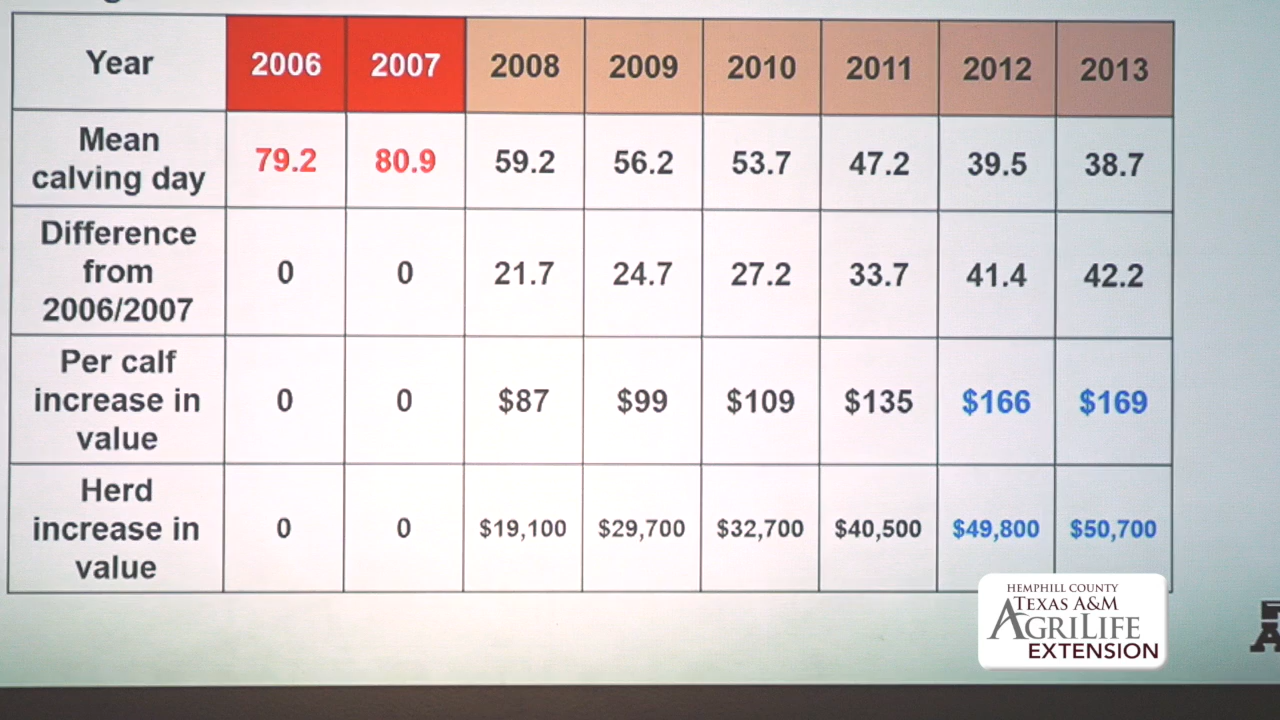 Year 2006 2007 2008 2009 2010 2011 2012 2013
Mean
calving day 79.2 80.9 59.2 56.2 53.7 47.2 39.5 38.7
Difference
from
2006/2007 0 0 21.7 24.7 27.2 33.7 41.4 42.2
Per calf
increase in
value 0 0 $87 $99 $109 $135 $166 $169
Herd
increase in
value 0 0 $19,100 $29,700 $32,700 $40,500 $49,800 $50,700
HEMPHILL COUNTY
TEXAS A&M
AGRILIFE
EXTENSION